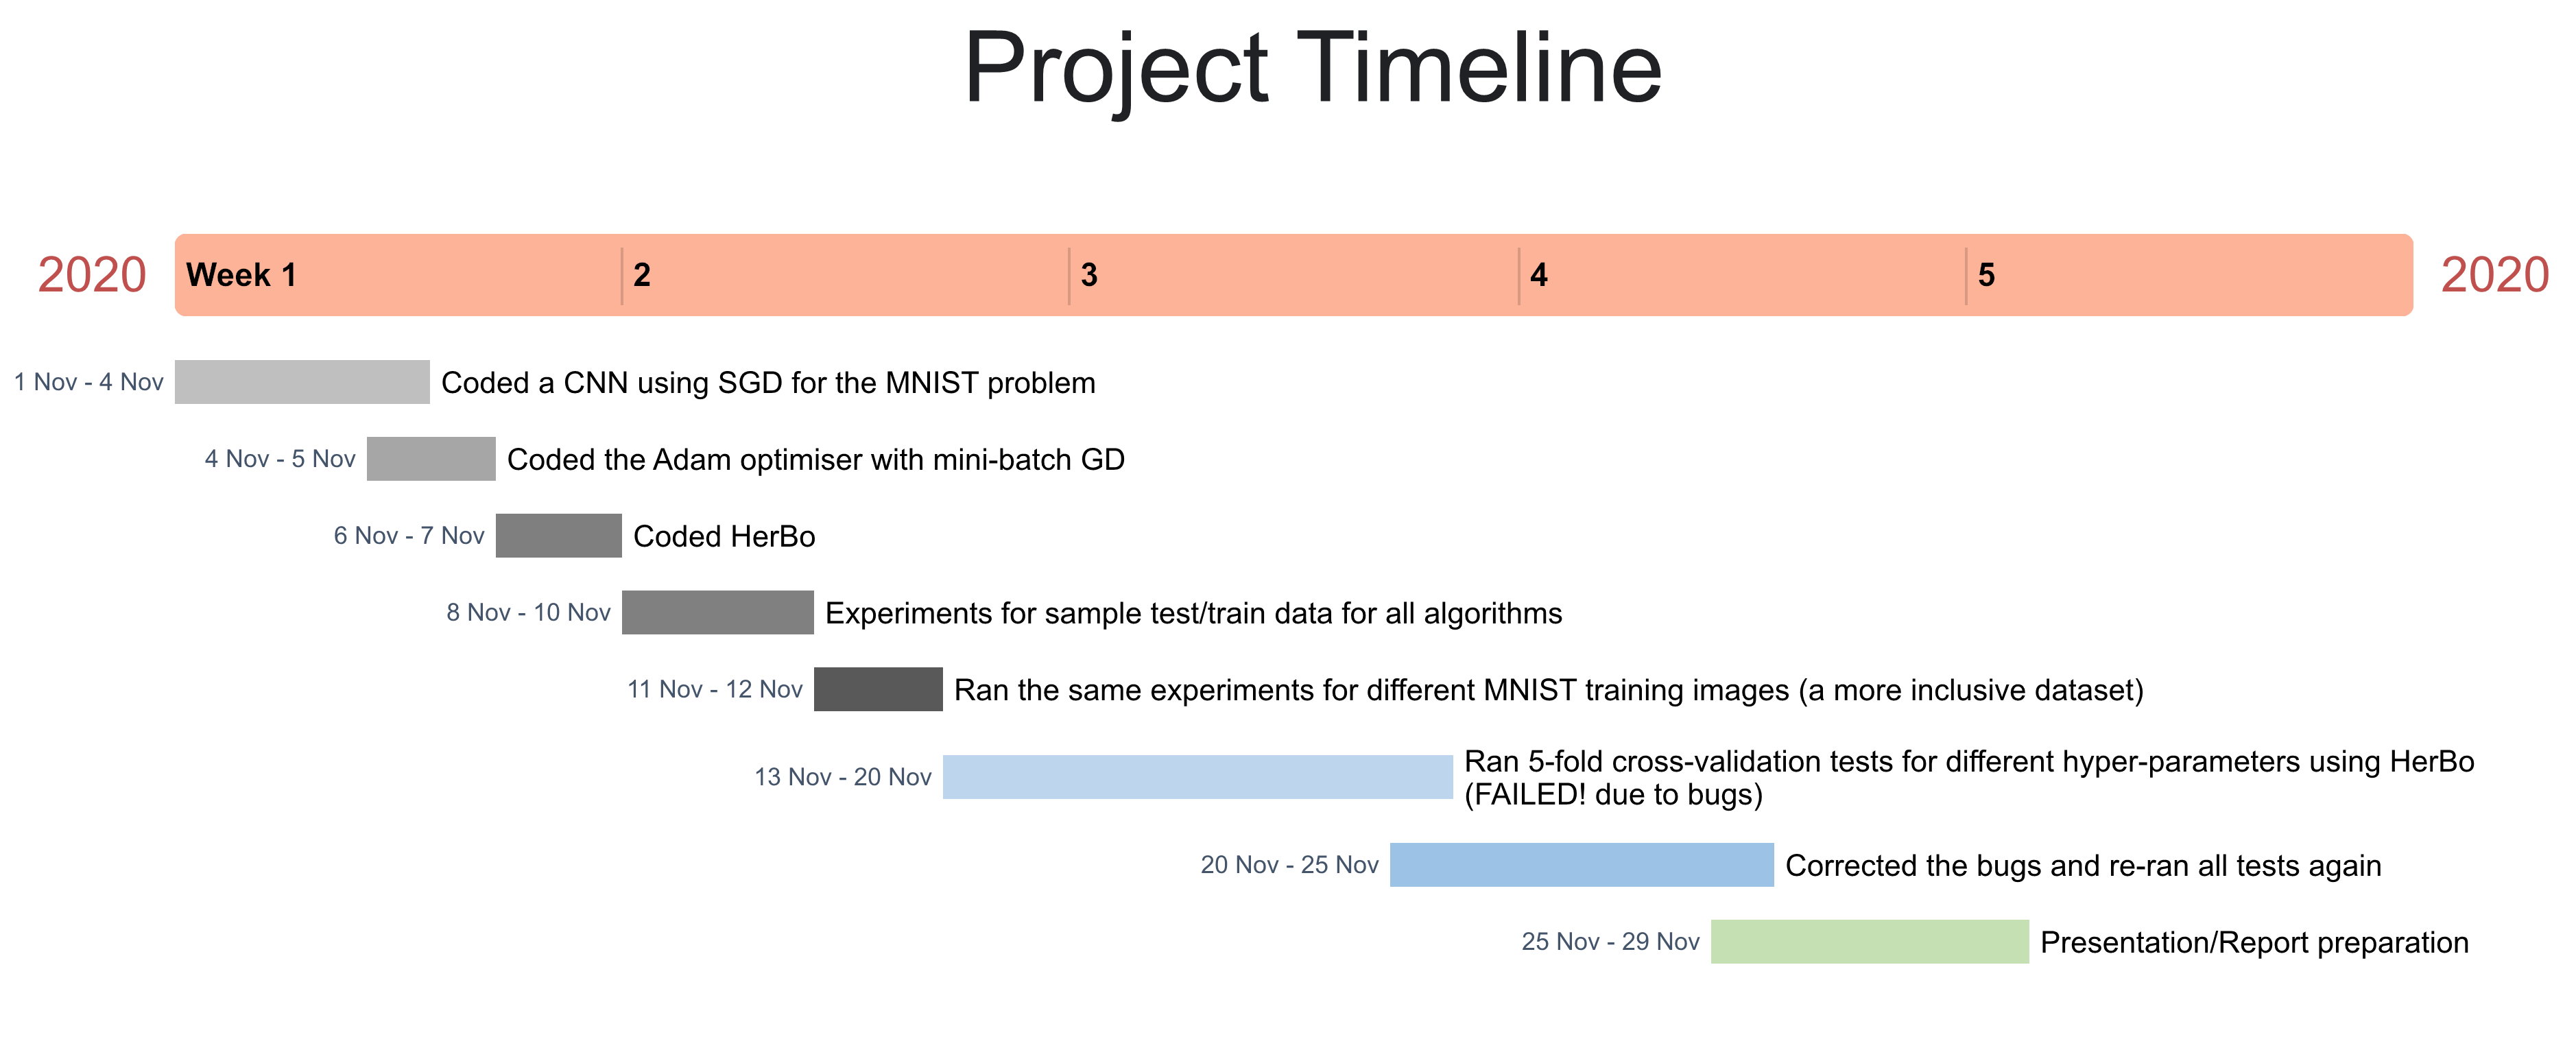 Project Timeline
2020
Week 1
2
3
4
5
2020
1 Nov - 4 Nov
Coded a CNN using SGD for the MNIST problem
4 Nov - 5 Nov
Coded the Adam optimiser with mini-batch GD
6 Nov - 7 Nov
Coded HerBo
8 Nov - 10 Nov
Experiments for sample test/train data for all algorithms
11 Nov - 12 Nov
Ran the same experiments for different MNIST training images (a more inclusive dataset)
13 Nov - 20 Nov
Ran 5-fold cross-validation tests for different hyper-parameters using HerBo
(FAILED! due to bugs)
20 Nov - 25 Nov
Corrected the bugs and re-ran all tests again
25 Nov - 29 Nov
Presentation/Report preparation